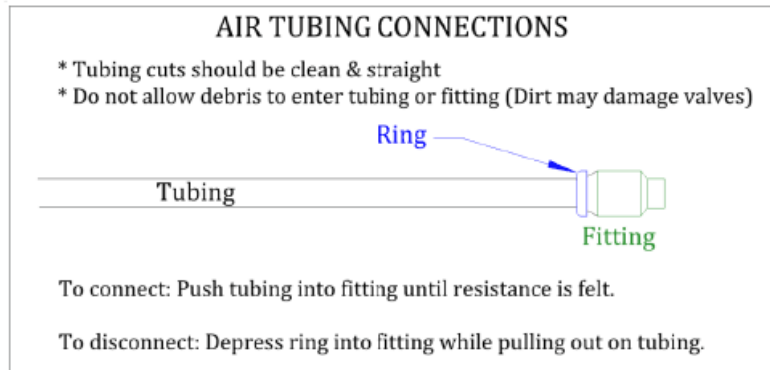 AIR TUBING CONNECTIONS
* Tubing cuts should be clean & straight
* Do not allow debris to enter tubing or fitting (Dirt may damage valves)
Ring
Tubing
Fitting
To connect: Push tubing into fitting until resistance is felt.
To disconnect: Depress ring into fitting while pulling out on tubing.